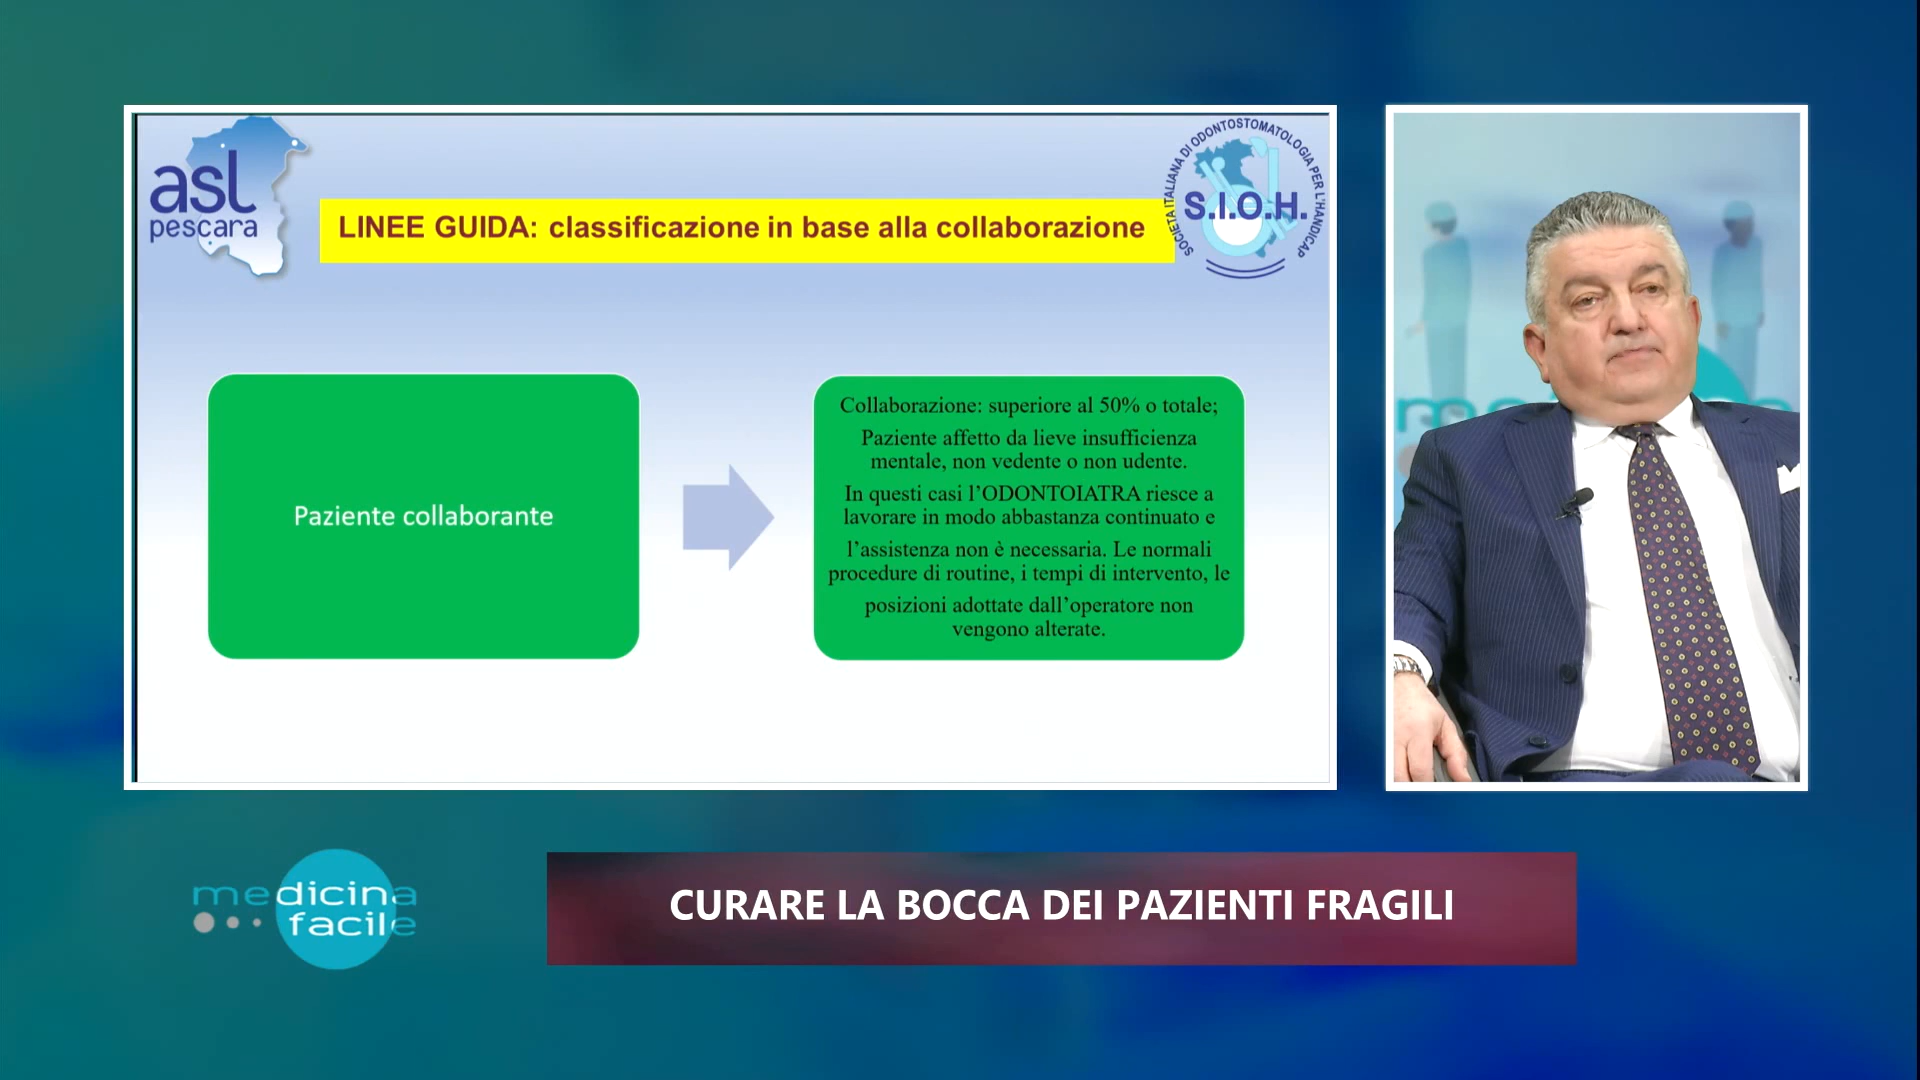 asl
pescara
LINEE GUIDA: classificazione in base alla collaborazione
SOCIETÀ ITALIANA DI ODONTOSTOMATOLOGIA PER L'HANDICAP
S.I.O.H.
Paziente collaborante
Collaborazione: superiore al 50% o totale;
Paziente affetto da lieve insufficienza
mentale, non vedente o non udente.
In questi casi l’ODONTOIATRA riesce a
lavorare in modo abbastanza continuato e
l’assistenza non è necessaria. Le normali
procedure di routine, i tempi di intervento, le
posizioni adottate dall’operatore non
vengono alterate.
medicina
facile
CURARE LA BOCCA DEI PAZIENTI FRAGILI